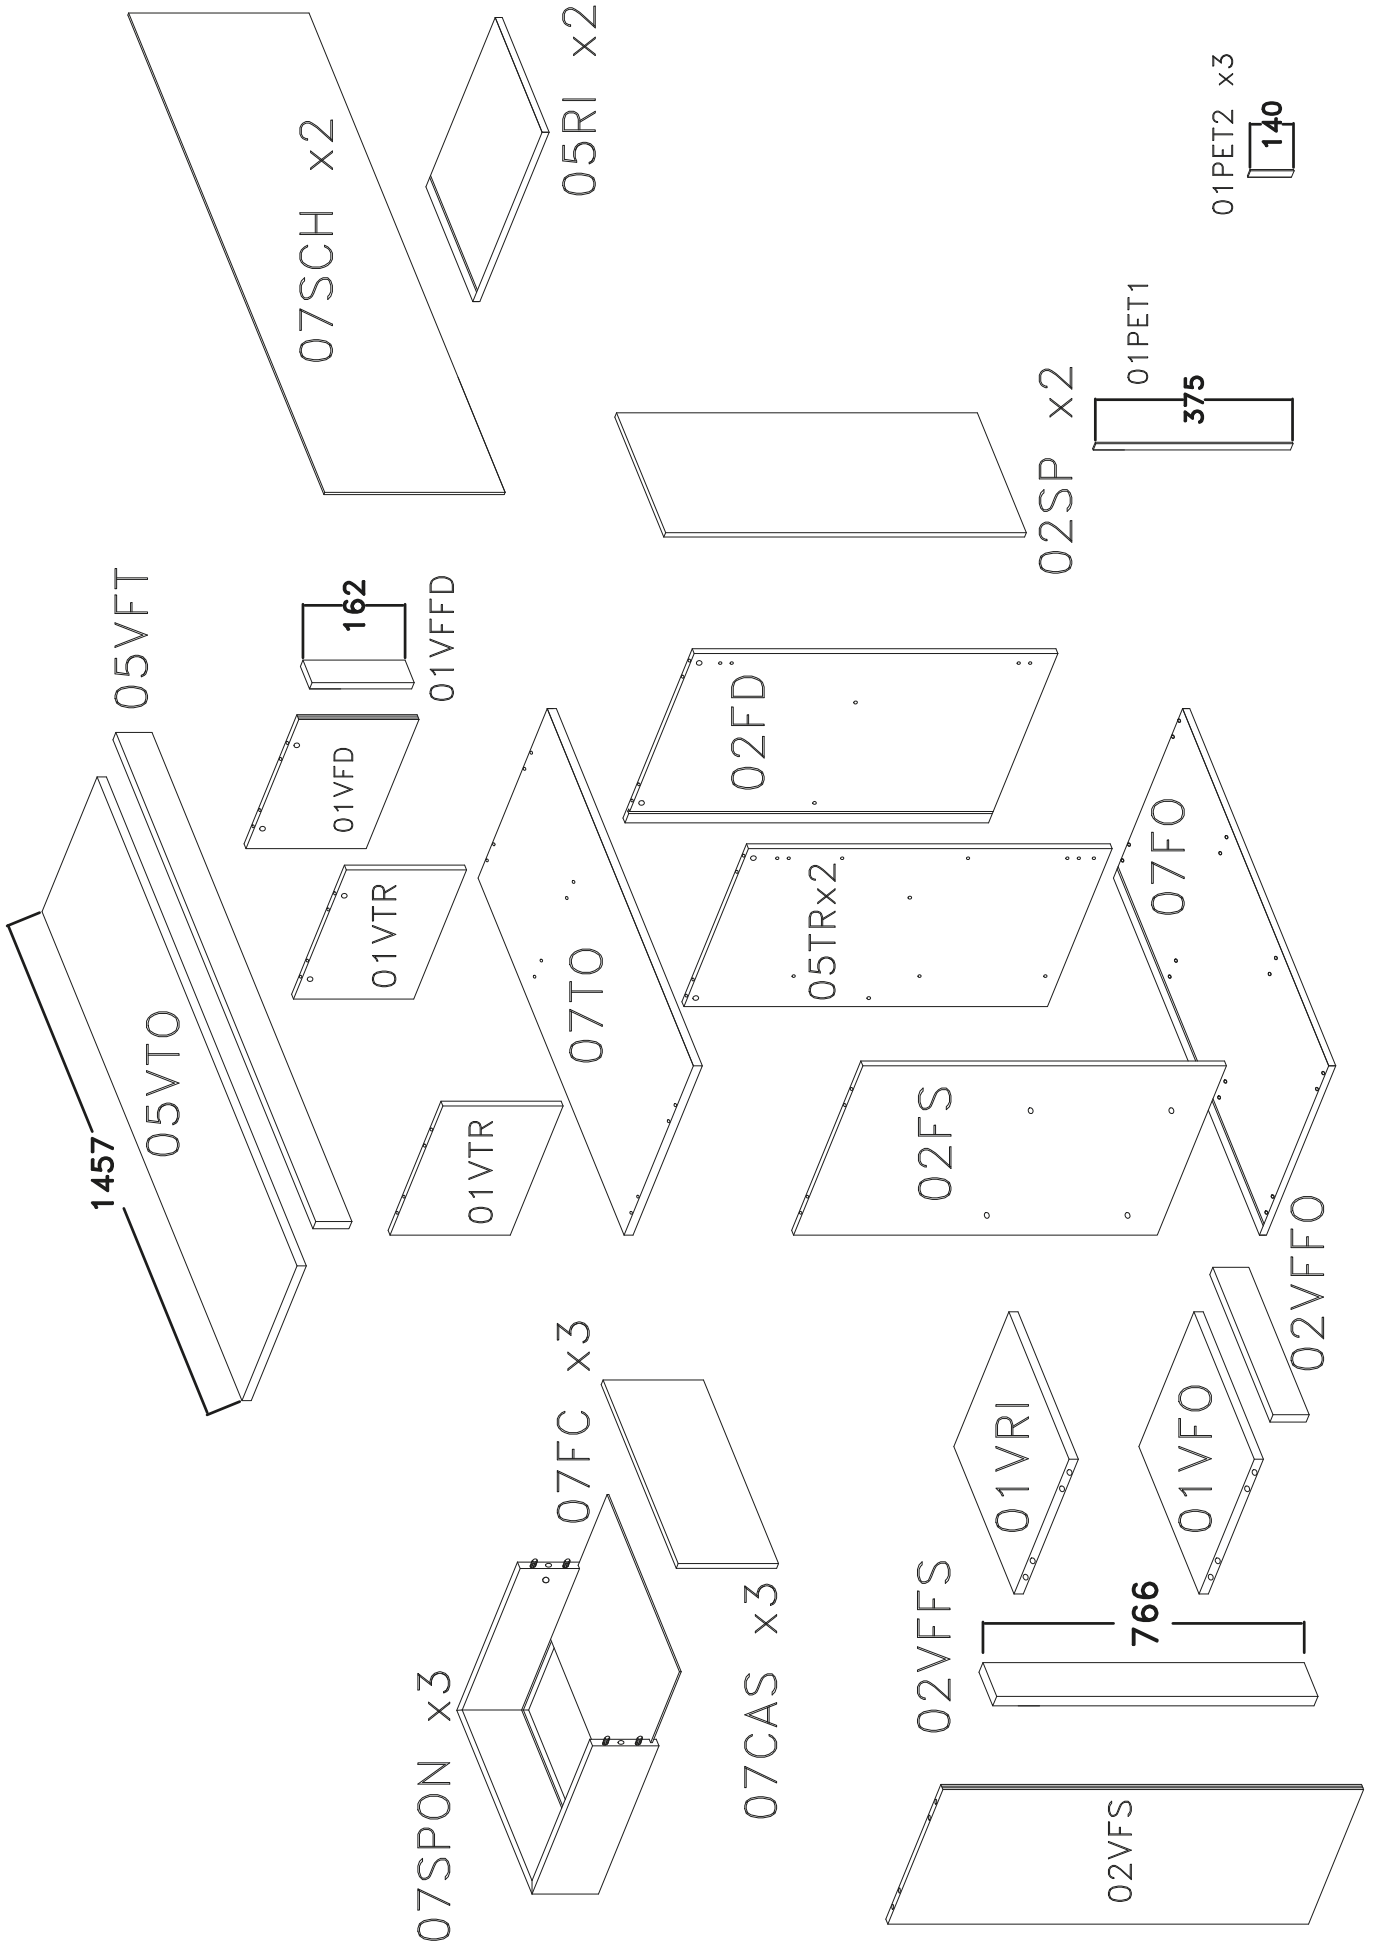 07SCH x2
05RI x2
01PET2 x3
140
05VFT
162
01VFFD
01PET1
375
02SP x2
01VFD
02FD
05VTO
1457
01VTR
07TO
05TRx2
07FO
01VTR
02FS
02VFFO
07FC x3
01VRI
01VFO
07SPON x3
07CAS x3
02VFFS
766
02VFS